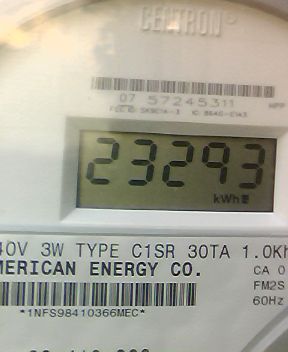 CENTRON®
07 57245311
23293
kWh
40V 3W TYPE C1SR 30TA 1.0Kh
MERICAN ENERGY CO.
CA 0
FM2S
60Hz
*1NFS98410366MEC*